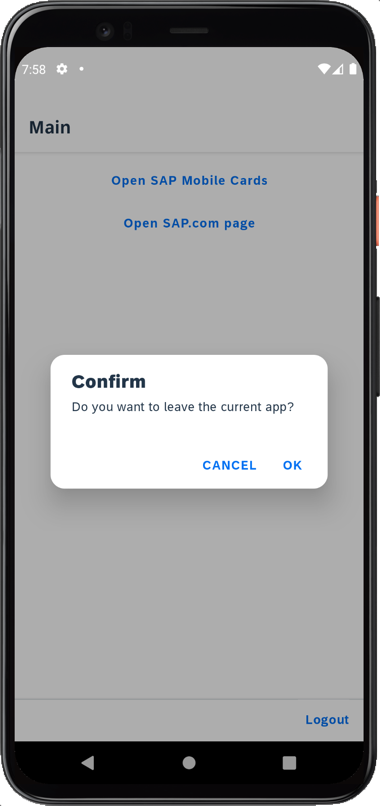 7:58
Main
Open SAP Mobile Cards
Open SAP.com page
Confirm
Do you want to leave the current app?
CANCEL OK
Logout